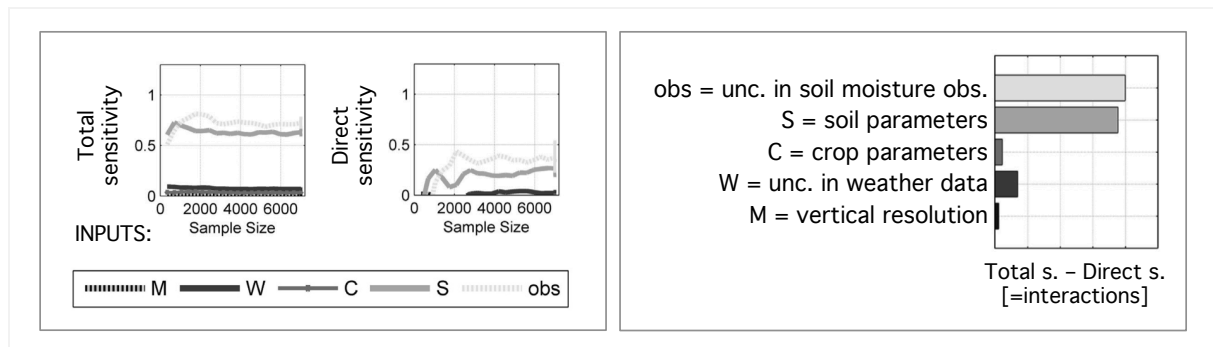 Total sensitivity
1
0.5
0
0 2000 4000 6000
Sample Size
Direct sensitivity
1
0.5
0
0 2000 4000 6000
Sample Size
INPUTS:
M W C S obs
obs = unc. in soil moisture obs.
S = soil parameters
C = crop parameters
W = unc. in weather data
M = vertical resolution
Total s. – Direct s.
[=interactions]